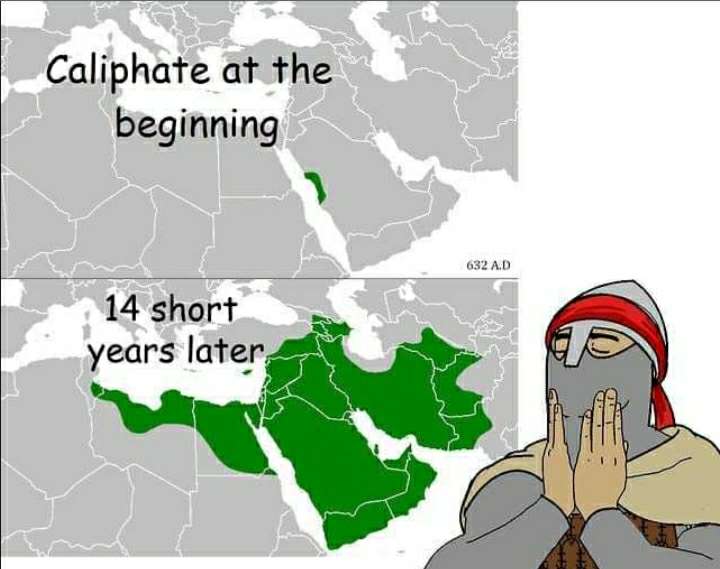 Caliphate at the
beginning
632 A.D
14 short
years later